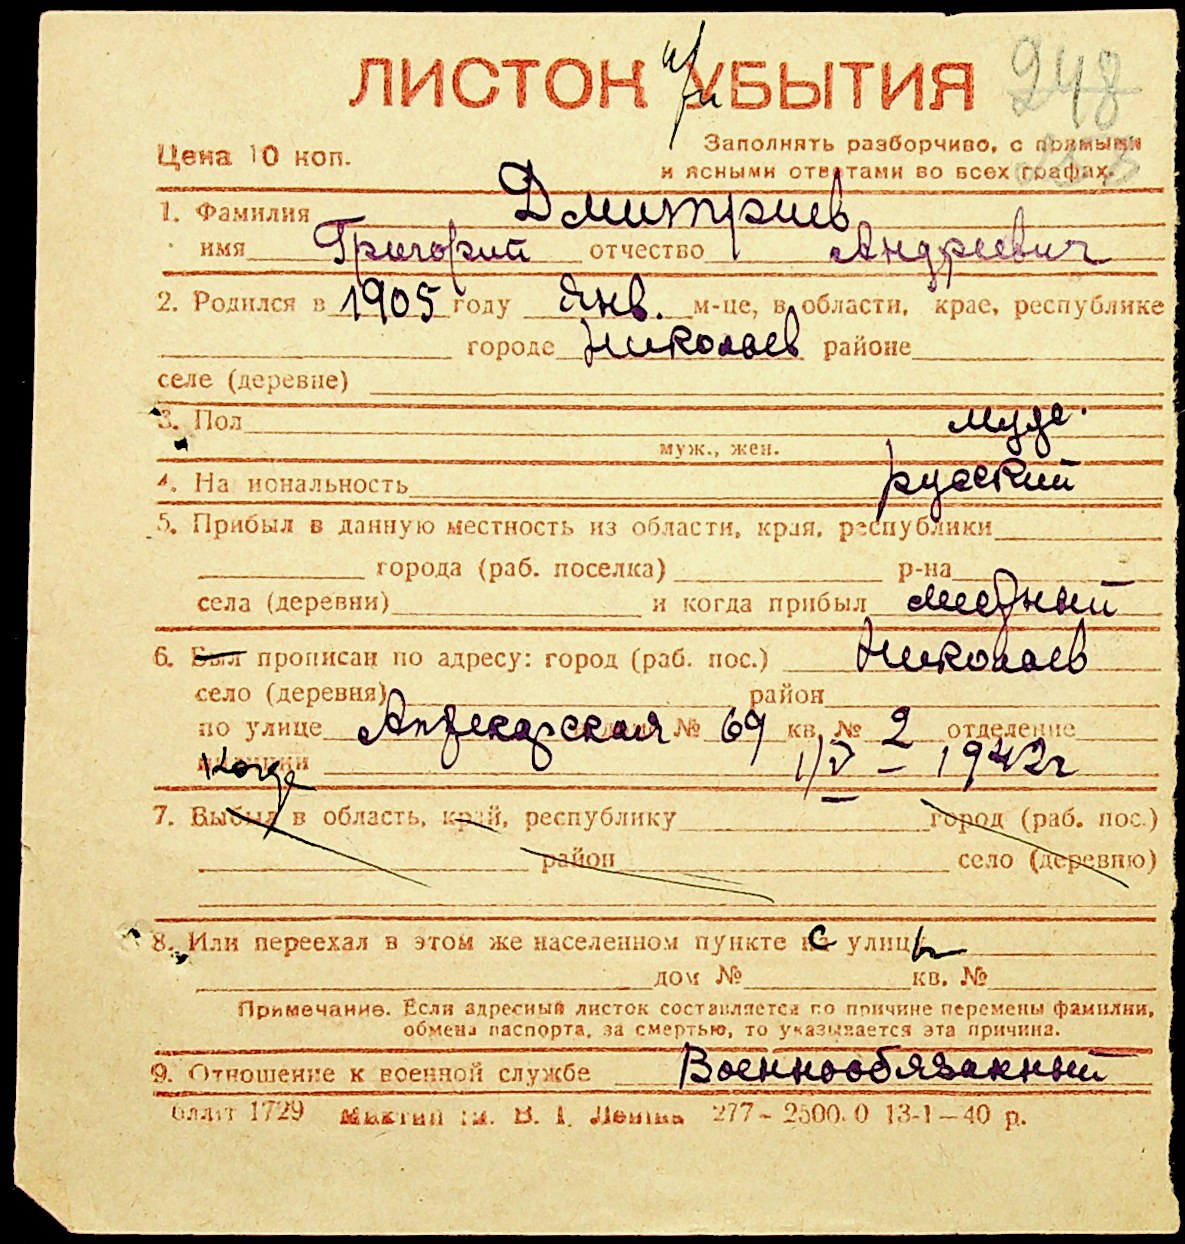 ЛИСТОК УБЫТИЯ
248
Цена 10 коп.
Заполнять разборчиво, с прямыми
и ясными ответами во всех графах.
1. Фамилия Дмитриев
имя Григорий отчество Андреевич
2. Родился в 1905 году Янв. м-це, в области, крае, республике
городе Николаев районе
селе (деревне)
3. Пол муж.
муж., жен.
4. На иональность русский
5. Прибыл в данную местность из области, края, республики
города (раб. поселка) р-на
села (деревни) и когда прибыл местный
6. Был прописан по адресу: город (раб. пос.) Николаев
село (деревня) район
по улице Аптекарская № 69 кв. № 2 отделение
когда 1/V – 1942г
7. Выбыл в область, край, республику город (раб. пос.)
район село (деревню)
8. Или переехал в этом же населенном пункте с улицы
дом № кв. №
Примечание. Если адресный листок составляется по причине перемены фамилии,
обмена паспорта, за смертью, то указывается эта причина.
9. Отношение к военной службе Военнообязанный
1729 В. І. Леніна 277 – 2500.0 13-1 – 40 р.